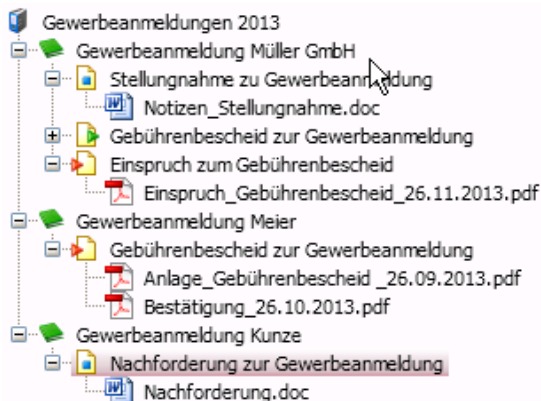 Gewerbeanmeldungen 2013
Gewerbeanmeldung Müller GmbH
Stellungnahme zu Gewerbeanmeldung
Notizen_Stellungnahme.doc
Gebührenbescheid zur Gewerbeanmeldung
Einspruch zum Gebührenbescheid
Einspruch_Gebührenbescheid_26.11.2013.pdf
Gewerbeanmeldung Meier
Gebührenbescheid zur Gewerbeanmeldung
Anlage_Gebührenbescheid _26.09.2013.pdf
Bestätigung_26.10.2013.pdf
Gewerbeanmeldung Kunze
Nachforderung zur Gewerbeanmeldung
Nachforderung.doc